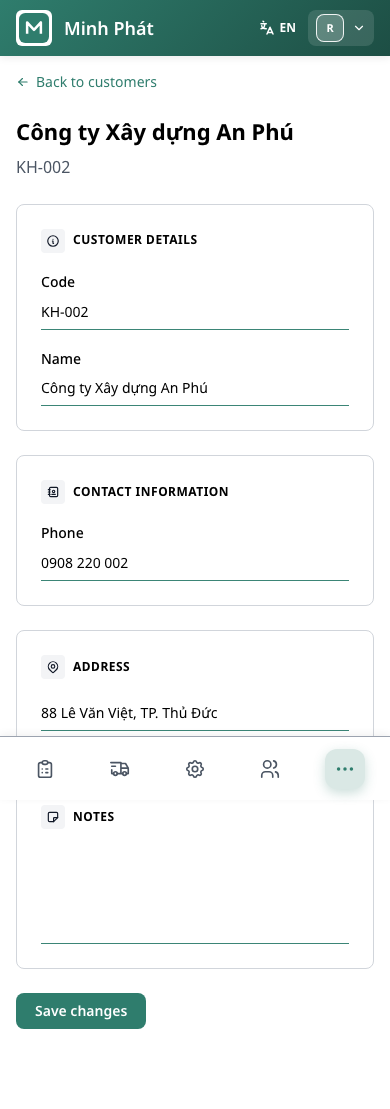 Minh Phát
EN
R
Back to customers
Công ty Xây dựng An Phú
KH-002
CUSTOMER DETAILS
Code
KH-002
Name
Công ty Xây dựng An Phú
CONTACT INFORMATION
Phone
0908 220 002
ADDRESS
88 Lê Văn Việt, TP. Thủ Đức
NOTES
Save changes